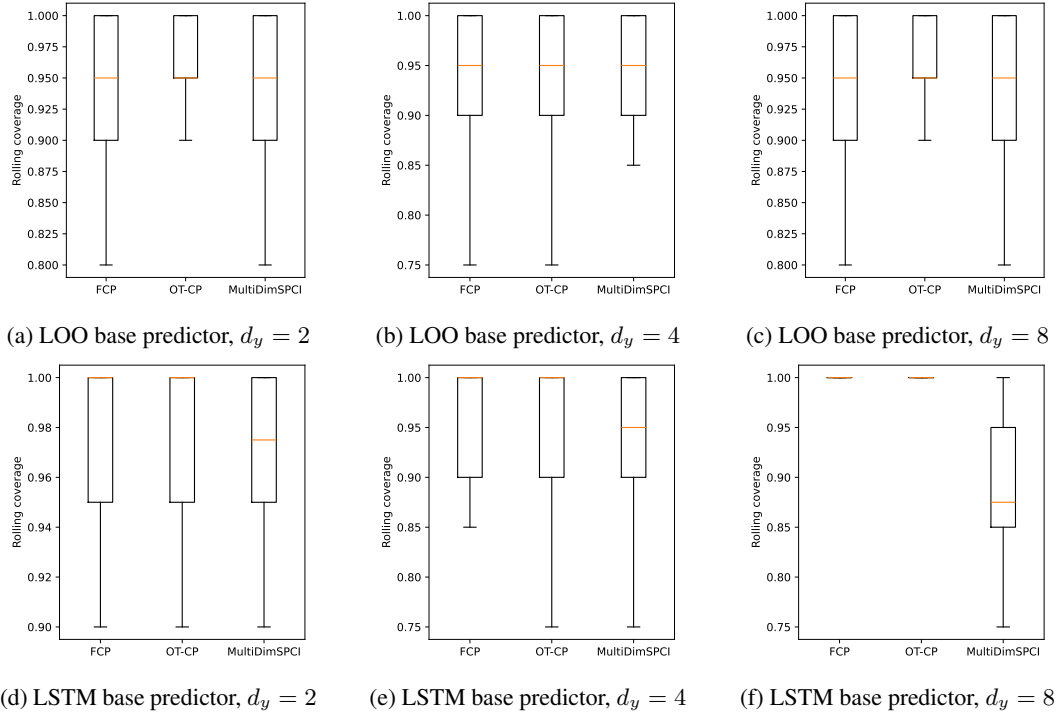 1.000
0.975
0.950
0.925
0.900
0.875
0.850
0.825
0.800
Rolling coverage
FCP OT-CP MultiDimSPCI
(a) LOO base predictor, d_y = 2
1.00
0.95
0.90
0.85
0.80
0.75
Rolling coverage
FCP OT-CP MultiDimSPCI
(b) LOO base predictor, d_y = 4
1.000
0.975
0.950
0.925
0.900
0.875
0.850
0.825
0.800
Rolling coverage
FCP OT-CP MultiDimSPCI
(c) LOO base predictor, d_y = 8
1.00
0.98
0.96
0.94
0.92
0.90
Rolling coverage
FCP OT-CP MultiDimSPCI
(d) LSTM base predictor, d_y = 2
1.00
0.95
0.90
0.85
0.80
0.75
Rolling coverage
FCP OT-CP MultiDimSPCI
(e) LSTM base predictor, d_y = 4
1.00
0.95
0.90
0.85
0.80
0.75
Rolling coverage
FCP OT-CP MultiDimSPCI
(f) LSTM base predictor, d_y = 8